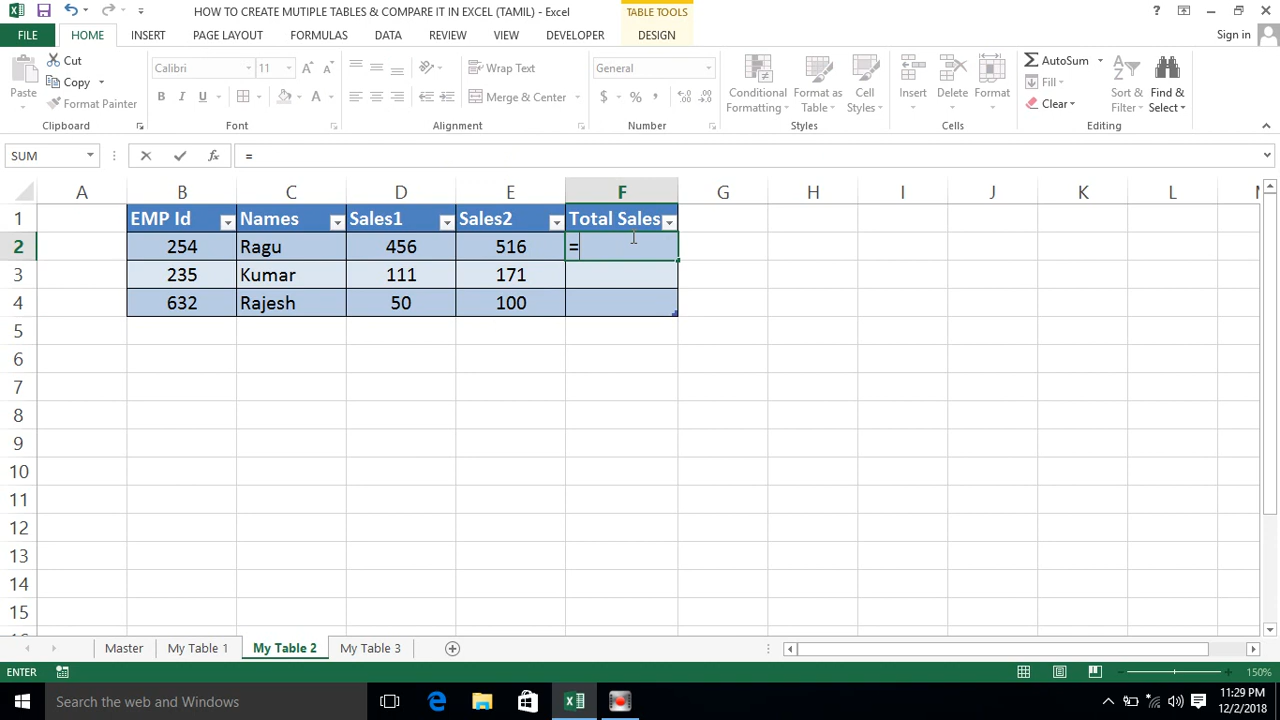 HOW TO CREATE MUTIPLE TABLES & COMPARE IT IN EXCEL (TAMIL) - Excel
TABLE TOOLS
?
FILE HOME INSERT PAGE LAYOUT FORMULAS DATA REVIEW VIEW DEVELOPER DESIGN Sign in
Paste
Cut
Copy
Format Painter
Clipboard
Calibri 11
B I U
Font
Wrap Text
Merge & Center
Alignment
General
$ % ,
Number
Conditional Formatting
Format as Table
Cell Styles
Styles
Insert
Delete
Format
Cells
AutoSum
Fill
Clear
Sort & Filter
Find & Select
Editing
SUM fx =
A B C D E F G H I J K L
1 EMP Id Names Sales1 Sales2 Total Sales
2 254 Ragu 456 516 =
3 235 Kumar 111 171
4 632 Rajesh 50 100
5
6
7
8
9
10
11
12
13
14
15
Master My Table 1 My Table 2 My Table 3
ENTER 150%
Search the web and Windows
11:29 PM
12/2/2018